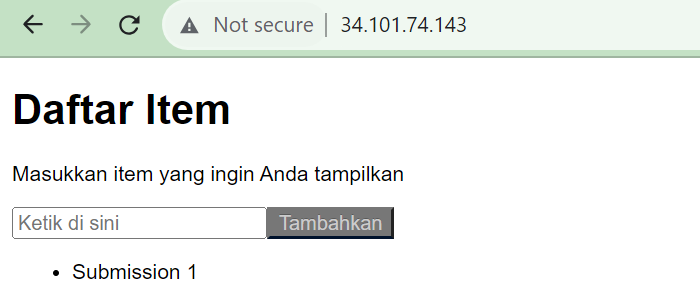 Not secure 34.101.74.143
Daftar Item
Masukkan item yang ingin Anda tampilkan
Ketik di sini Tambahkan
Submission 1